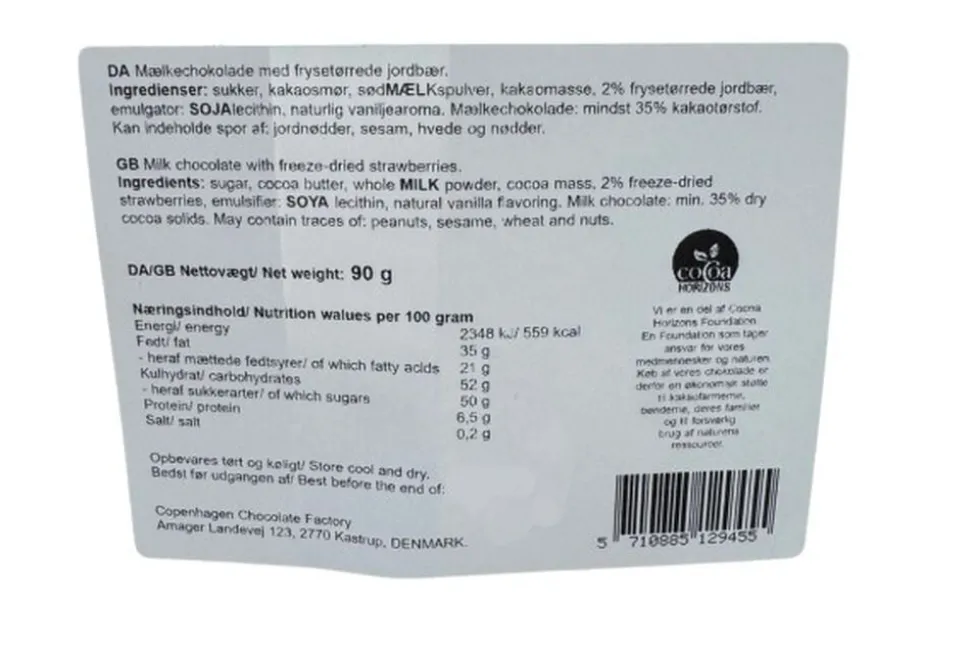 DA Mælkechokolade med frysetørrede jordbær.
Ingredienser: sukker, kakaosmør, sødMÆLKspulver, kakaomasse, 2% frysetørrede jordbær,
emulgator: SOJAlecithin, naturlig vaniljearoma. Mælkechokolade: mindst 35% kakaotørstof.
Kan indeholde spor af: jordnødder, sesam, hvede og nødder.
GB Milk chocolate with freeze-dried strawberries.
Ingredients: sugar, cocoa butter, whole MILK powder, cocoa mass, 2% freeze-dried
strawberries, emulsifier: SOYA lecithin, natural vanilla flavoring. Milk chocolate: min. 35% dry
cocoa solids. May contain traces of: peanuts, sesame, wheat and nuts.
DA/GB Nettovægt/ Net weight: 90 g
Næringsindhold/ Nutrition walues per 100 gram
Energi/ energy 2348 kJ/ 559 kcal
Fedt/ fat 35 g
- heraf mættede fedtsyrer/ of which fatty acids 21 g
Kulhydrat/ carbohydrates 52 g
- heraf sukkerarter/ of which sugars 50 g
Protein/ protein 6,5 g
Salt/ salt 0,2 g
Opbevares tørt og køligt/ Store cool and dry.
Bedst før udgangen af/ Best before the end of:
Copenhagen Chocolate Factory
Amager Landevej 123, 2770 Kastrup, DENMARK.
cocoa
HORIZONS
Vi er en del af Cocoa
Horizons Foundation.
En Foundation som tager
ansvar for vores
medmennesker og naturen.
Køb af vores chokolade er
derfor en økonomisk støtte
til kakaofarmerne,
bønderne, deres familier
og til forsvarlig
brug af naturens
ressourcer.
5 710885 129455